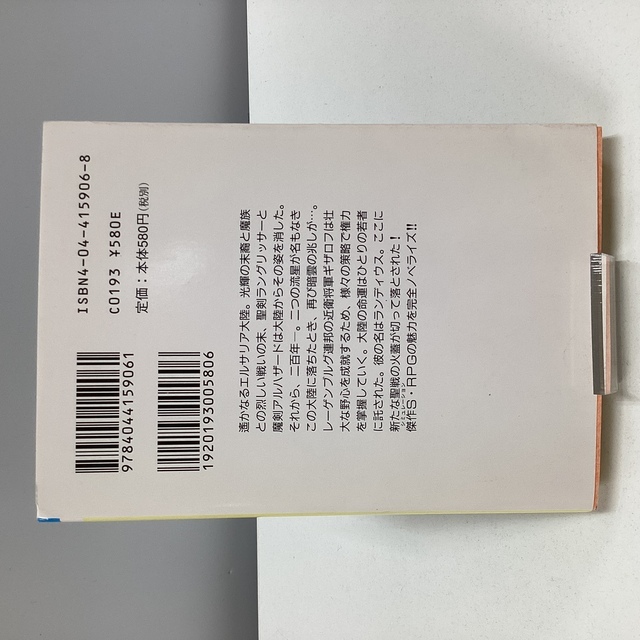 ISBN4-04-415906-8
C0193 ¥580E
定価：本体580円(税別)
9784044159061
1920193005806
遙かなるエルサリア大陸。光輝の末裔と魔族
との烈しい戦いの末、聖剣ラングリッサーと
魔剣アルハザードは大陸からその姿を消した。
それから、二百年―。二つの流星が名もなき
この大陸に落ちたとき、再び暗雲の兆しが…。
レーゲンブルグ連邦の近衛将軍ギザロフは壮
大な野心を成就するため、様々の策略で権力
を掌握していく。大陸の命運はひとりの若者
に託された。彼の名はランディウス。ここに
新たな聖戦の火蓋が切って落とされた！
傑作S・RPGの魅力を完全ノベライズ!!
シミュレーション